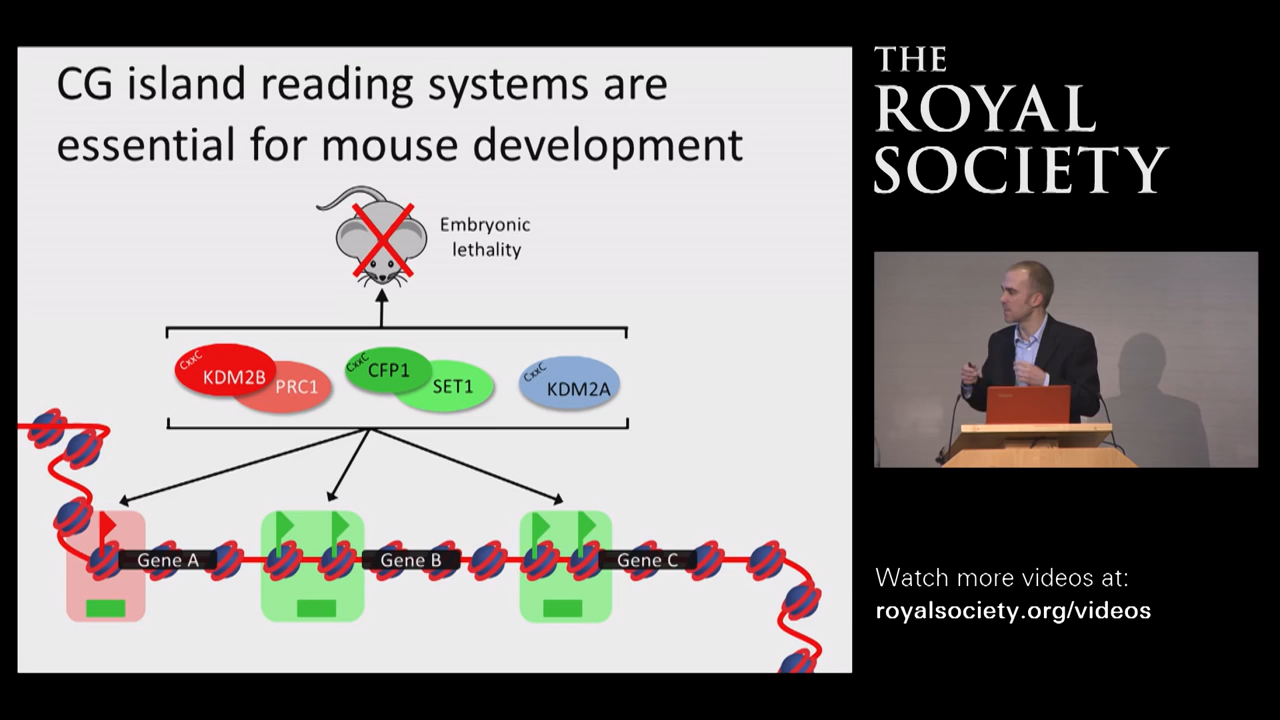 CG island reading systems are
essential for mouse development
Embryonic
lethality
CxxC
KDM2B
PRC1
CxxC
CFP1
SET1
CxxC
KDM2A
Gene A
Gene B
Gene C
THE
ROYAL
SOCIETY
Watch more videos at:
royalsociety.org/videos